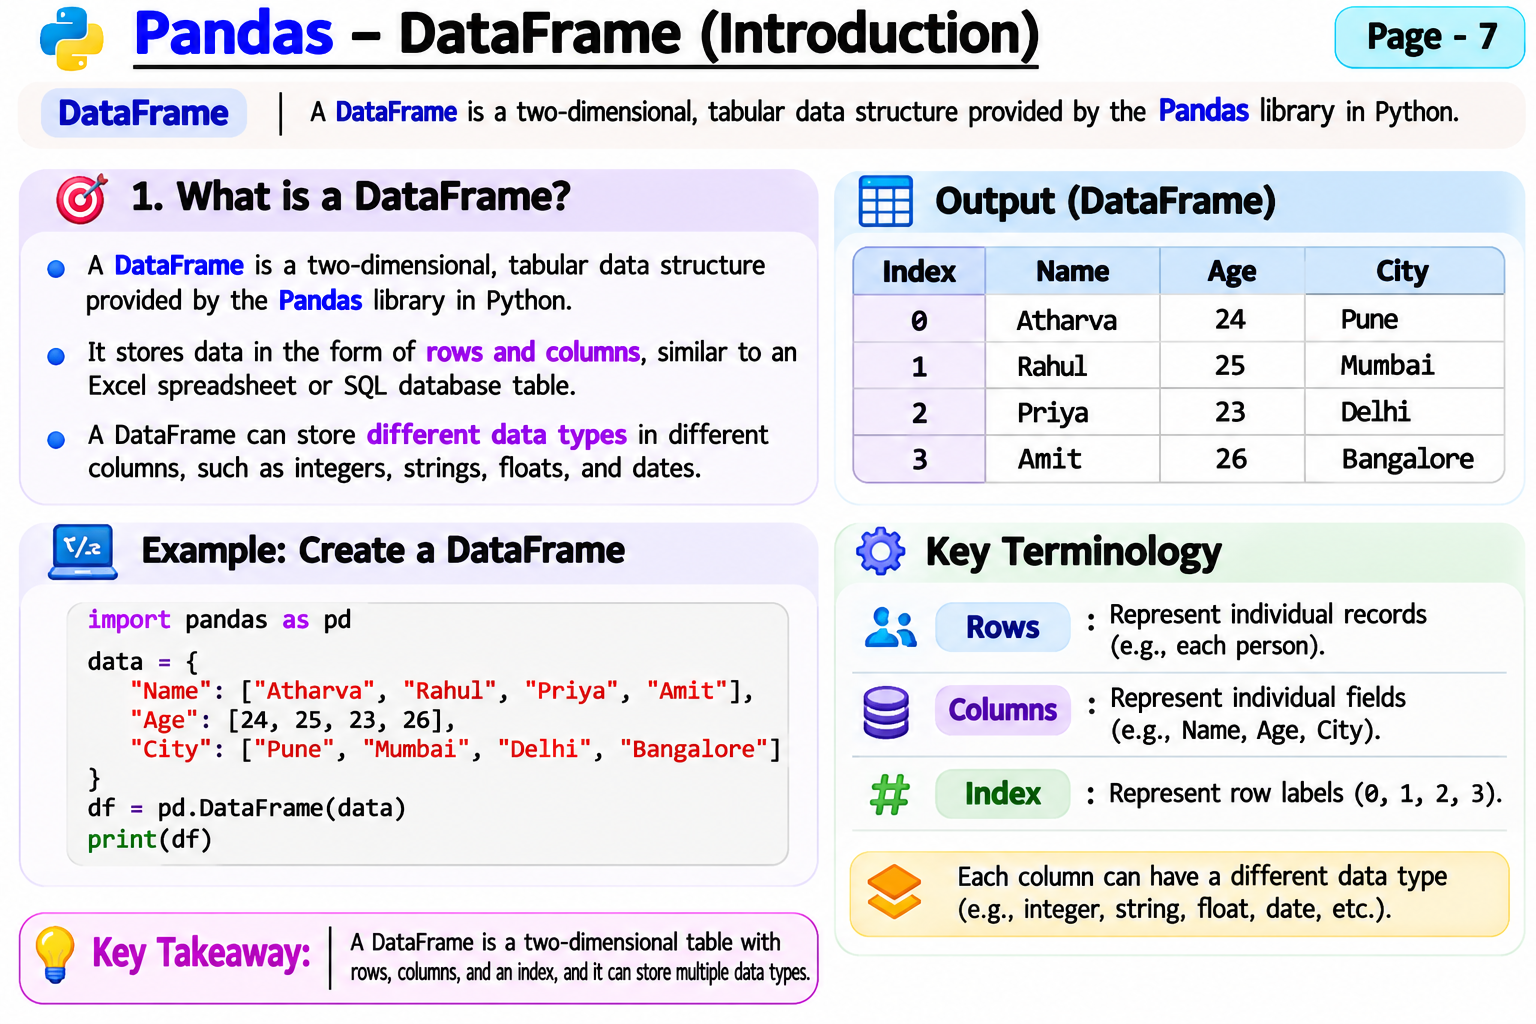 Pandas – DataFrame (Introduction)
Page - 7
DataFrame | A DataFrame is a two-dimensional, tabular data structure provided by the Pandas library in Python.
1. What is a DataFrame?
A DataFrame is a two-dimensional, tabular data structure
provided by the Pandas library in Python.
It stores data in the form of rows and columns, similar to an
Excel spreadsheet or SQL database table.
A DataFrame can store different data types in different
columns, such as integers, strings, floats, and dates.
Output (DataFrame)
Index Name Age City
0 Atharva 24 Pune
1 Rahul 25 Mumbai
2 Priya 23 Delhi
3 Amit 26 Bangalore
Example: Create a DataFrame
import pandas as pd
data = {
"Name": ["Atharva", "Rahul", "Priya", "Amit"],
"Age": [24, 25, 23, 26],
"City": ["Pune", "Mumbai", "Delhi", "Bangalore"]
}
df = pd.DataFrame(data)
print(df)
Key Terminology
Rows : Represent individual records
(e.g., each person).
Columns : Represent individual fields
(e.g., Name, Age, City).
Index : Represent row labels (0, 1, 2, 3).
Each column can have a different data type
(e.g., integer, string, float, date, etc.).
Key Takeaway: | A DataFrame is a two-dimensional table with
rows, columns, and an index, and it can store multiple data types.